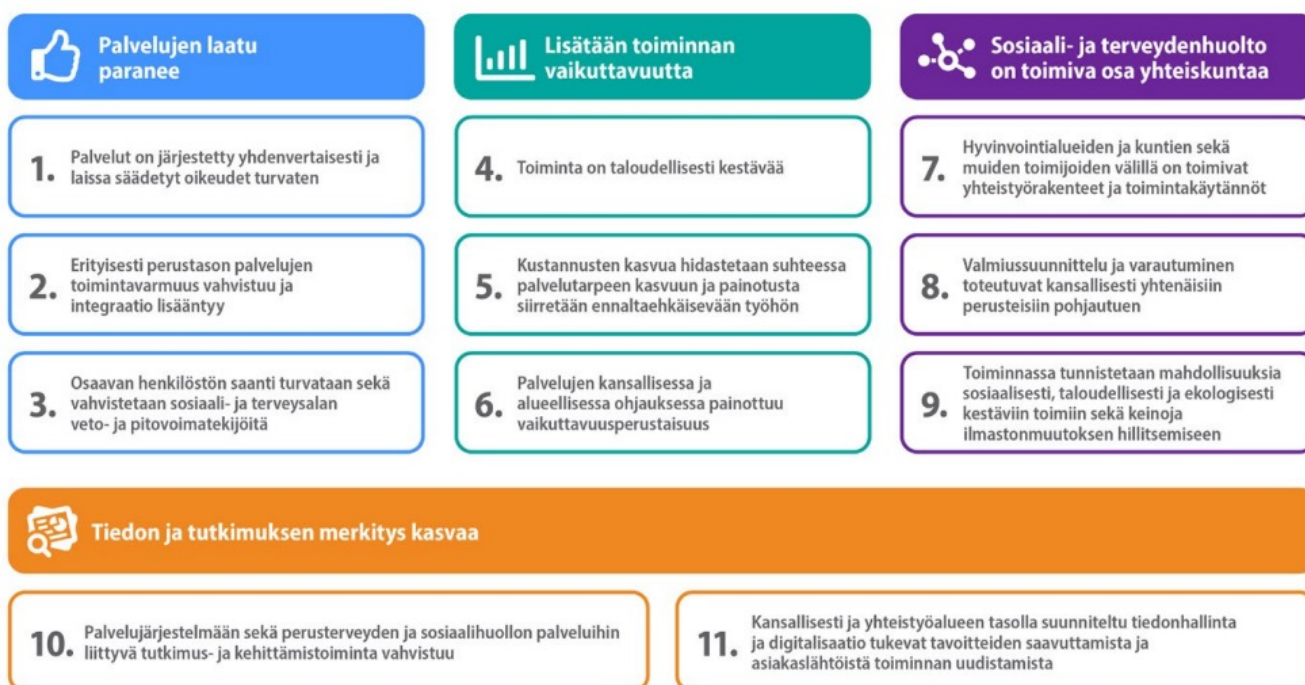 Palvelujen laatu
paranee
1. Palvelut on järjestetty yhdenvertaisesti ja
laissa säädetyt oikeudet turvaten
2. Erityisesti perustason palvelujen
toimintavarmuus vahvistuu ja
integraatio lisääntyy
3. Osaavan henkilöstön saanti turvataan sekä
vahvistetaan sosiaali- ja terveysalan
veto- ja pitovoimatekijöitä
Lisätään toiminnan
vaikuttavuutta
4. Toiminta on taloudellisesti kestävää
5. Kustannusten kasvua hidastetaan suhteessa
palvelutarpeen kasvuun ja painotusta
siirretään ennaltaehkäisevään työhön
6. Palvelujen kansallisessa ja
alueellisessa ohjauksessa painottuu
vaikuttavuusperustaisuus
Sosiaali- ja terveydenhuolto
on toimiva osa yhteiskuntaa
7. Hyvinvointialueiden ja kuntien sekä
muiden toimijoiden välillä on toimivat
yhteistyörakenteet ja toimintakäytännöt
8. Valmiussuunnittelu ja varautuminen
toteutuvat kansallisesti yhtenäisiin
perusteisiin pohjautuen
9. Toiminnassa tunnistetaan mahdollisuuksia
sosiaalisesti, taloudellisesti ja ekologisesti
kestäviin toimiin sekä keinoja
ilmastonmuutoksen hillitsemiseen
Tiedon ja tutkimuksen merkitys kasvaa
10. Palvelujärjestelmään sekä perusterveyden ja sosiaalihuollon palveluihin
liittyvä tutkimus- ja kehittämistoiminta vahvistuu
11. Kansallisesti ja yhteistyöalueen tasolla suunniteltu tiedonhallinta
ja digitalisaatio tukevat tavoitteiden saavuttamista ja
asiakaslähtöistä toiminnan uudistamista